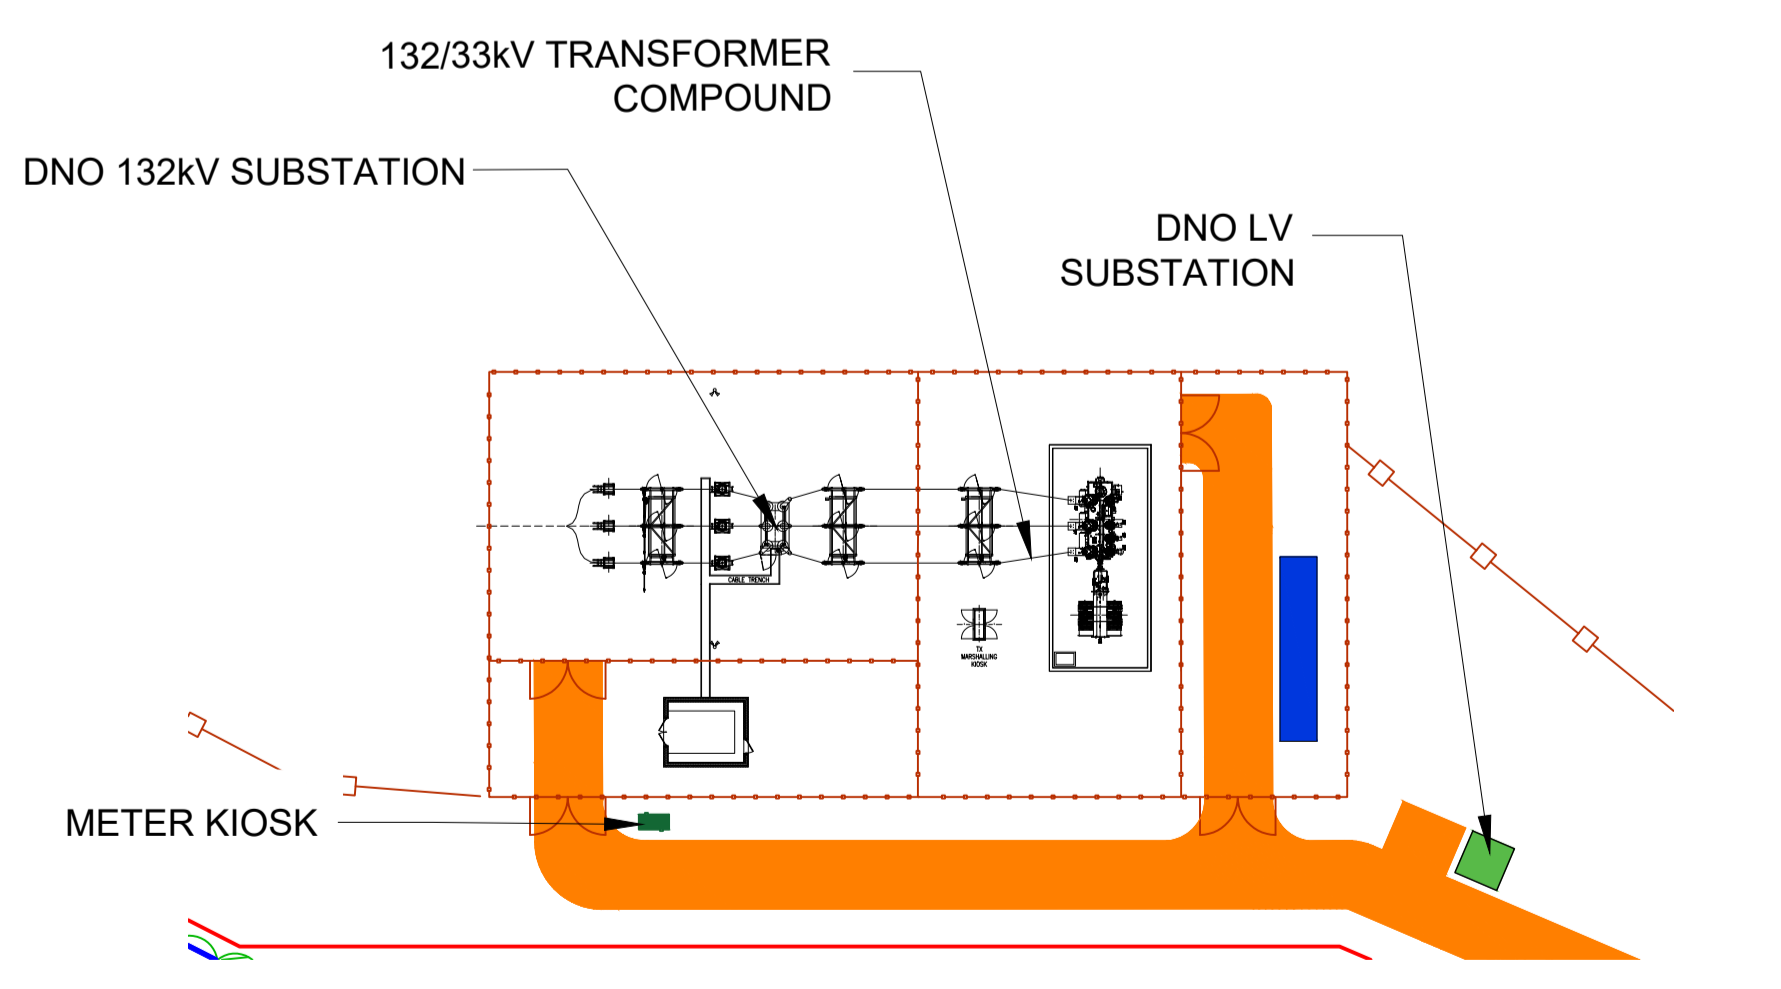 132/33kV TRANSFORMER
COMPOUND
DNO 132kV SUBSTATION
DNO LV
SUBSTATION
CABLE TRENCH
TX
MARSHALLING
KIOSK
METER KIOSK